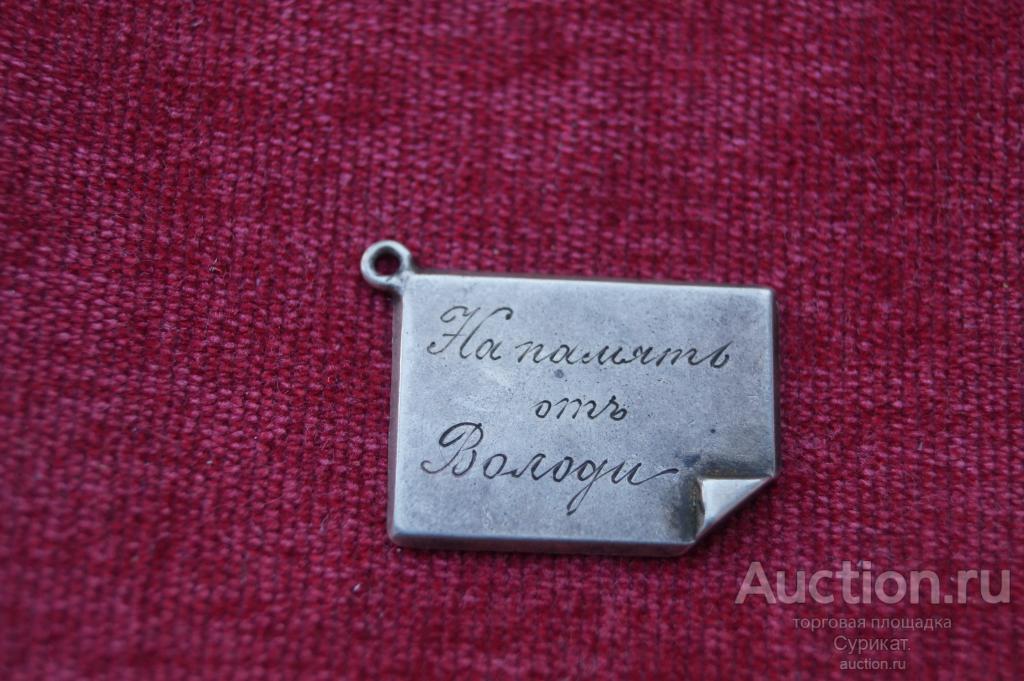 На память
отъ
Володи
Auction.ru
торговая площадка
Сурикат.
auction.ru